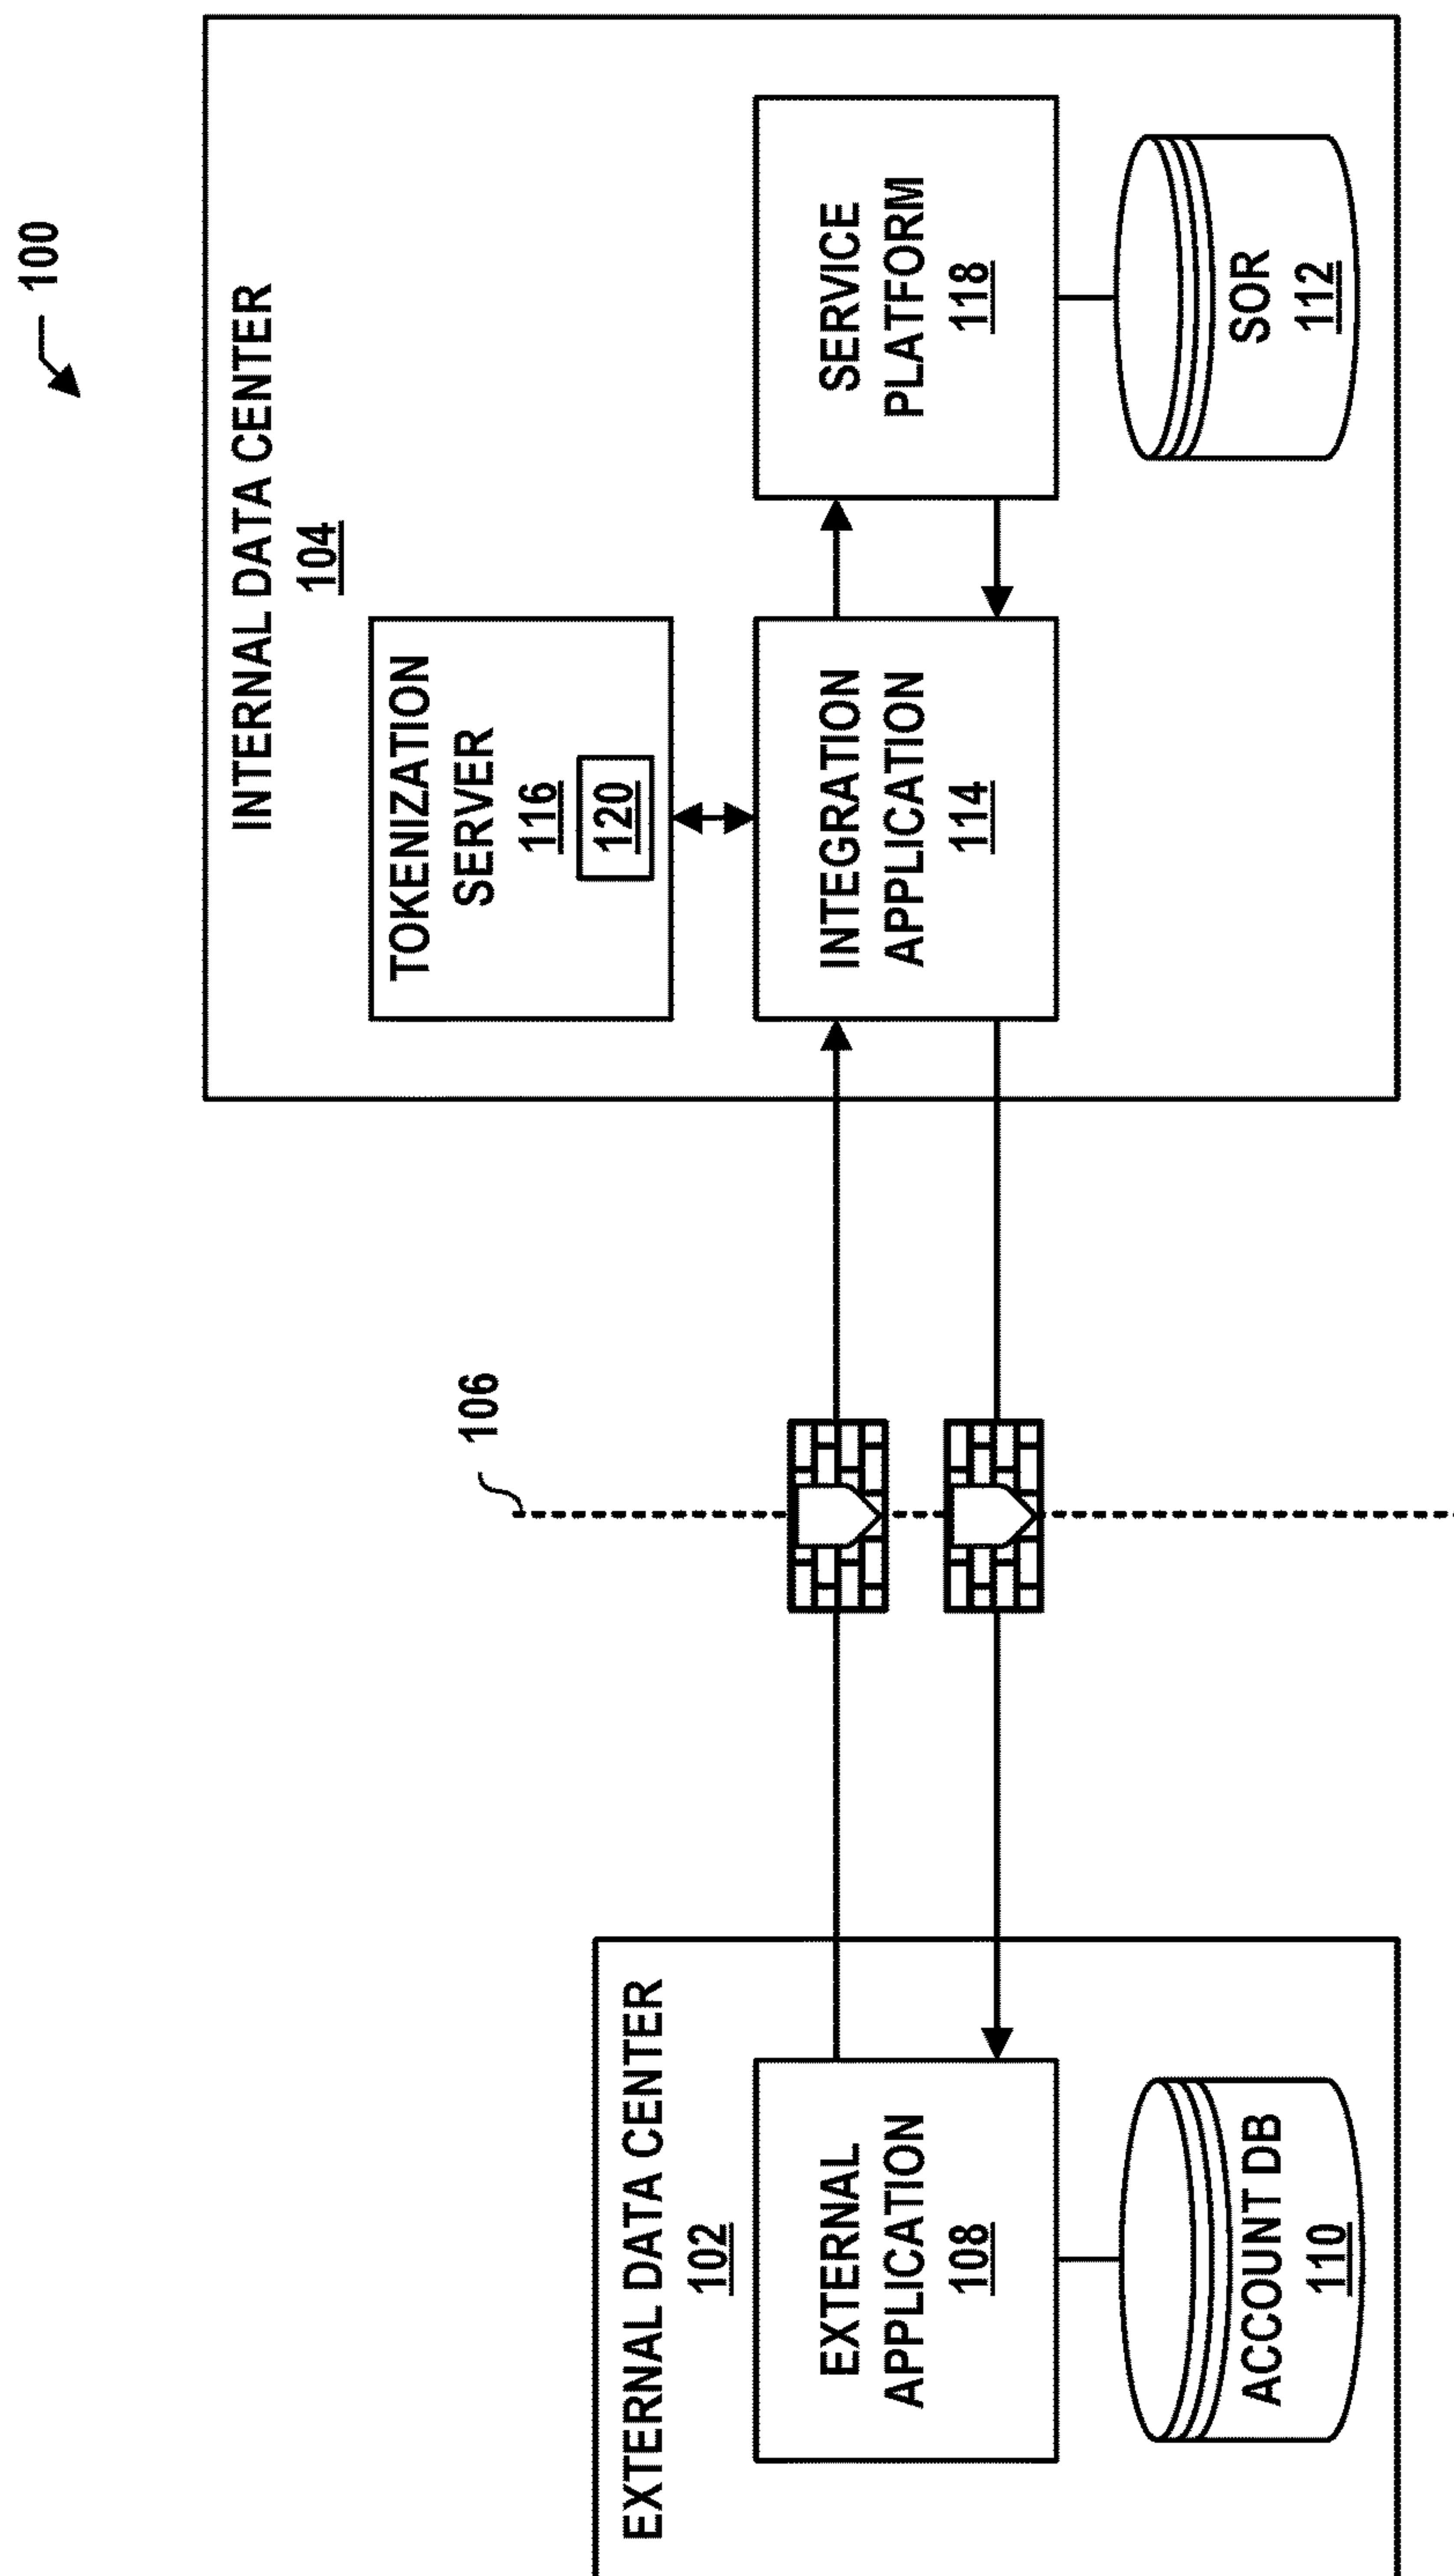 100
INTERNAL DATA CENTER
104
TOKENIZATION
SERVER
116
120
INTEGRATION
APPLICATION
114
SERVICE
PLATFORM
118
SOR
112
106
EXTERNAL DATA CENTER
102
EXTERNAL
APPLICATION
108
ACCOUNT DB
110